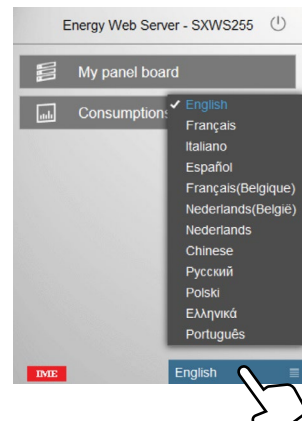 Energy Web Server - SXWS255
My panel board
Consumptions
✓ English
Français
Italiano
Español
Français(Belgique)
Nederlands(België)
Nederlands
Chinese
Русский
Polski
Ελληνικά
Português
IME
English